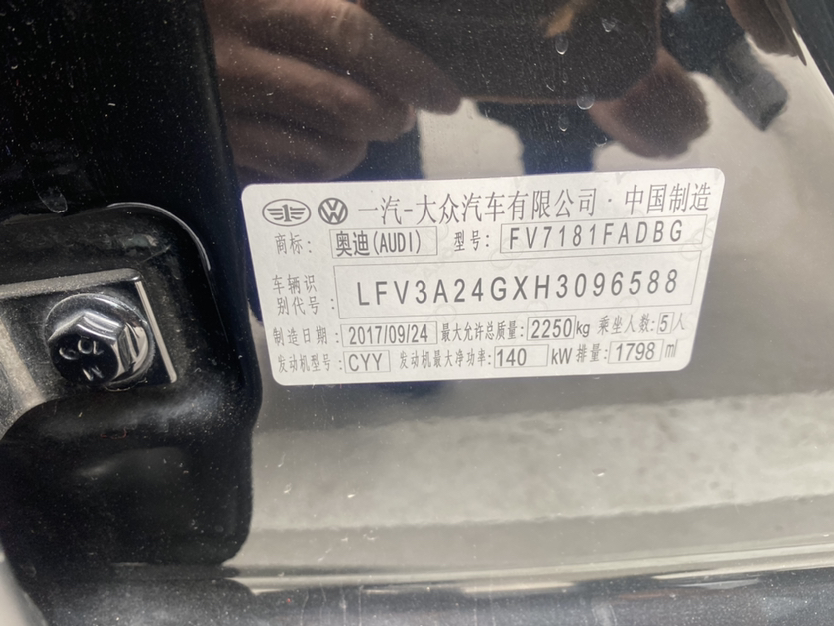 一汽-大众汽车有限公司·中国制造
商标: 奥迪(AUDI) 型号: FV7181FADBG
车辆识
别代号: LFV3A24GXH3096588
制造日期: 2017/09/24 最大允许总质量: 2250kg 乘坐人数: 5人
发动机型号: CYY 发动机最大净功率: 140 kW 排量: 1798 ml